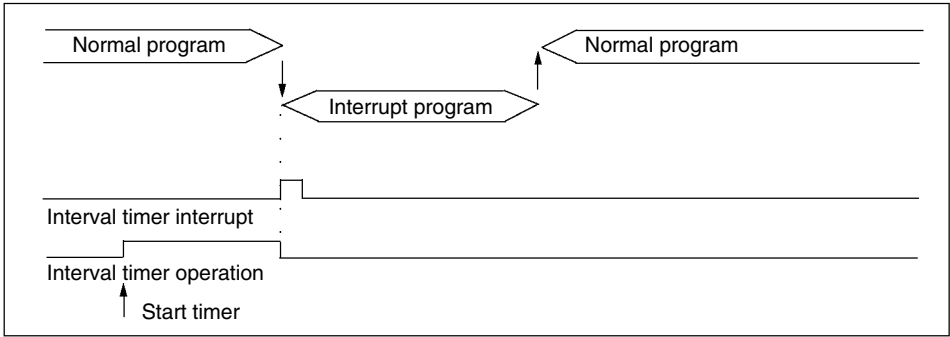 Normal program
Normal program
Interrupt program
Interval timer interrupt
Interval timer operation
Start timer